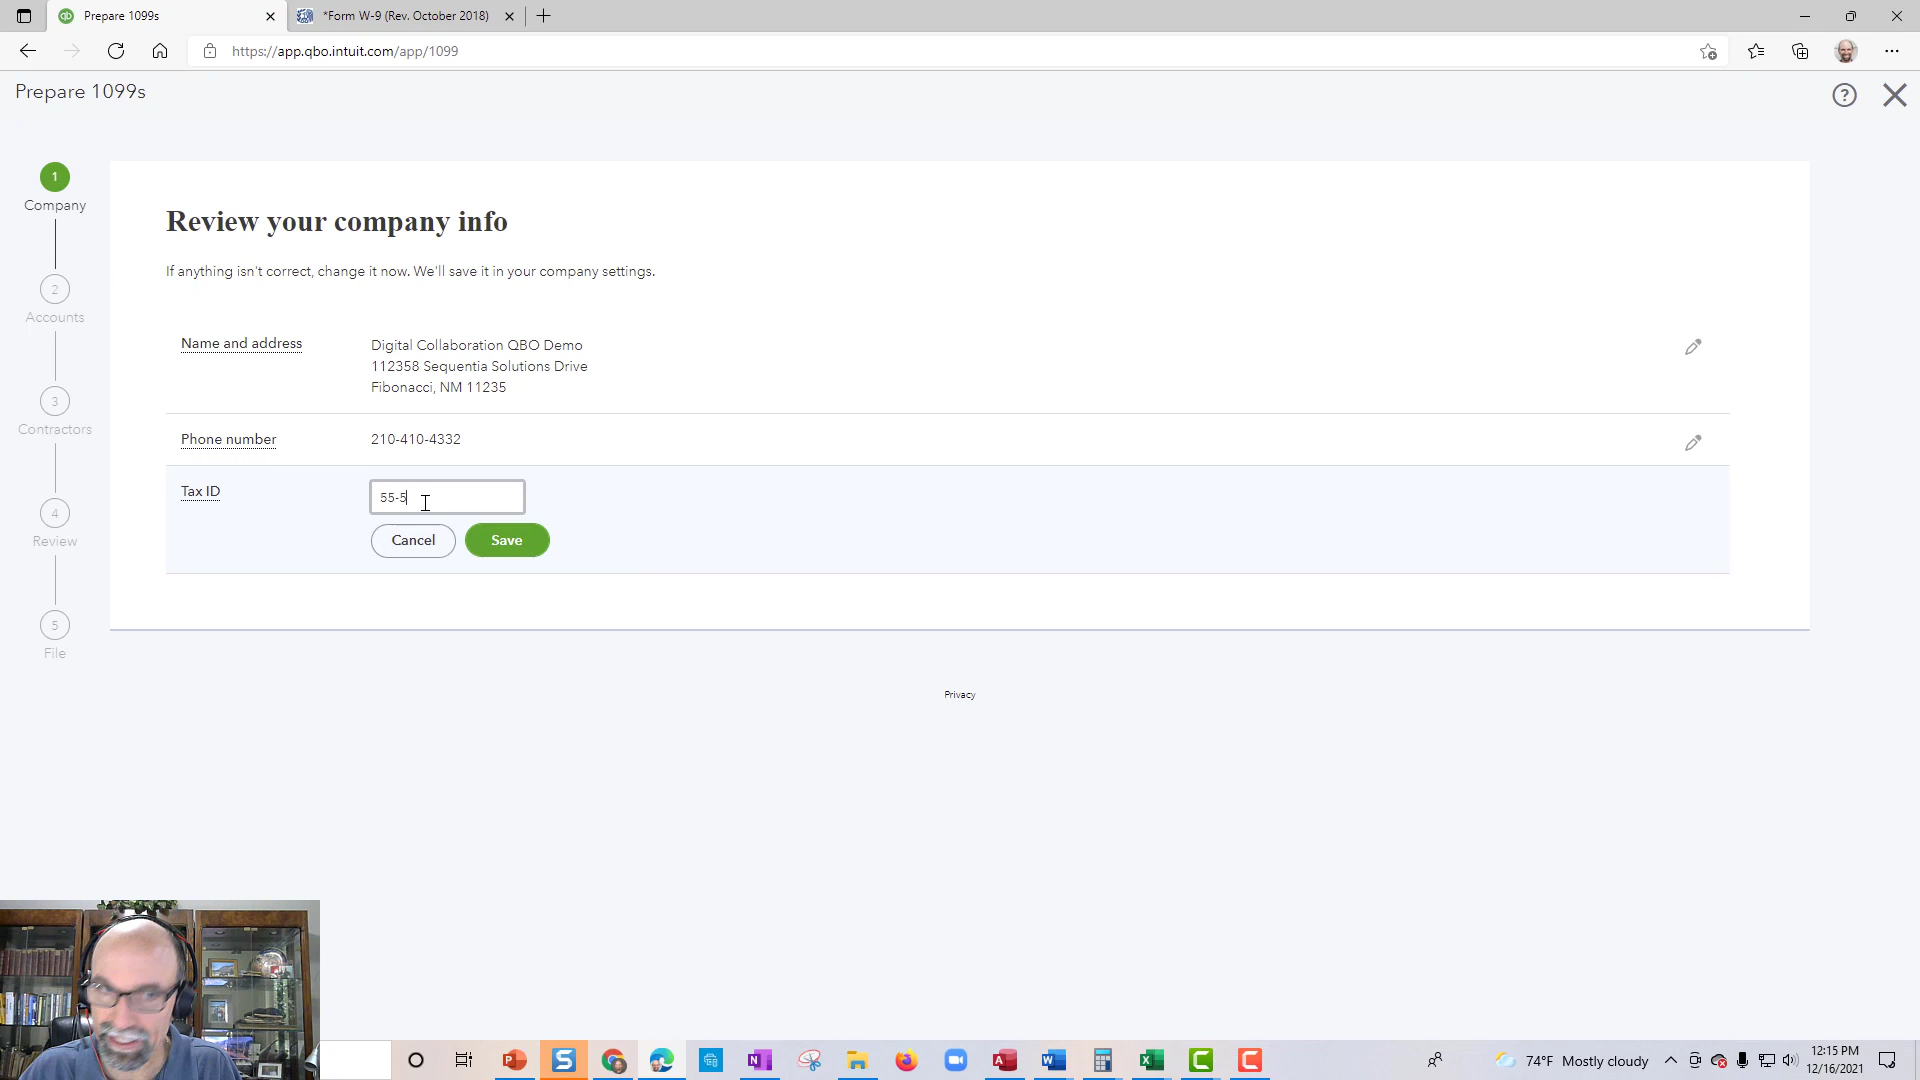 Prepare 1099s
*Form W-9 (Rev. October 2018)
https://app.qbo.intuit.com/app/1099
Prepare 1099s
1
Company
2
Accounts
3
Contractors
4
Review
5
File
Review your company info
If anything isn't correct, change it now. We'll save it in your company settings.
Name and address
Digital Collaboration QBO Demo
112358 Sequentia Solutions Drive
Fibonacci, NM 11235
Phone number
210-410-4332
Tax ID
55-5
Cancel
Save
Privacy
74°F Mostly cloudy
12:15 PM
12/16/2021